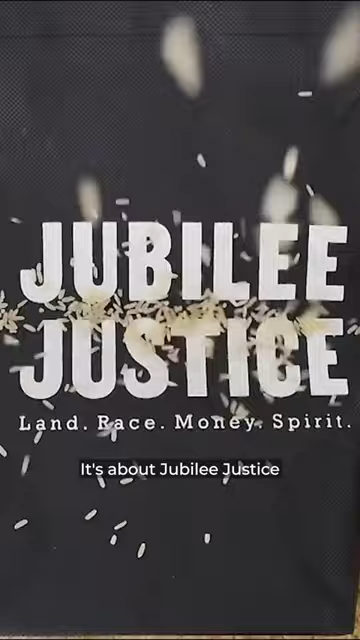 JUBILEE
JUSTICE
Land. Race. Money. Spirit.
It's about Jubilee Justice